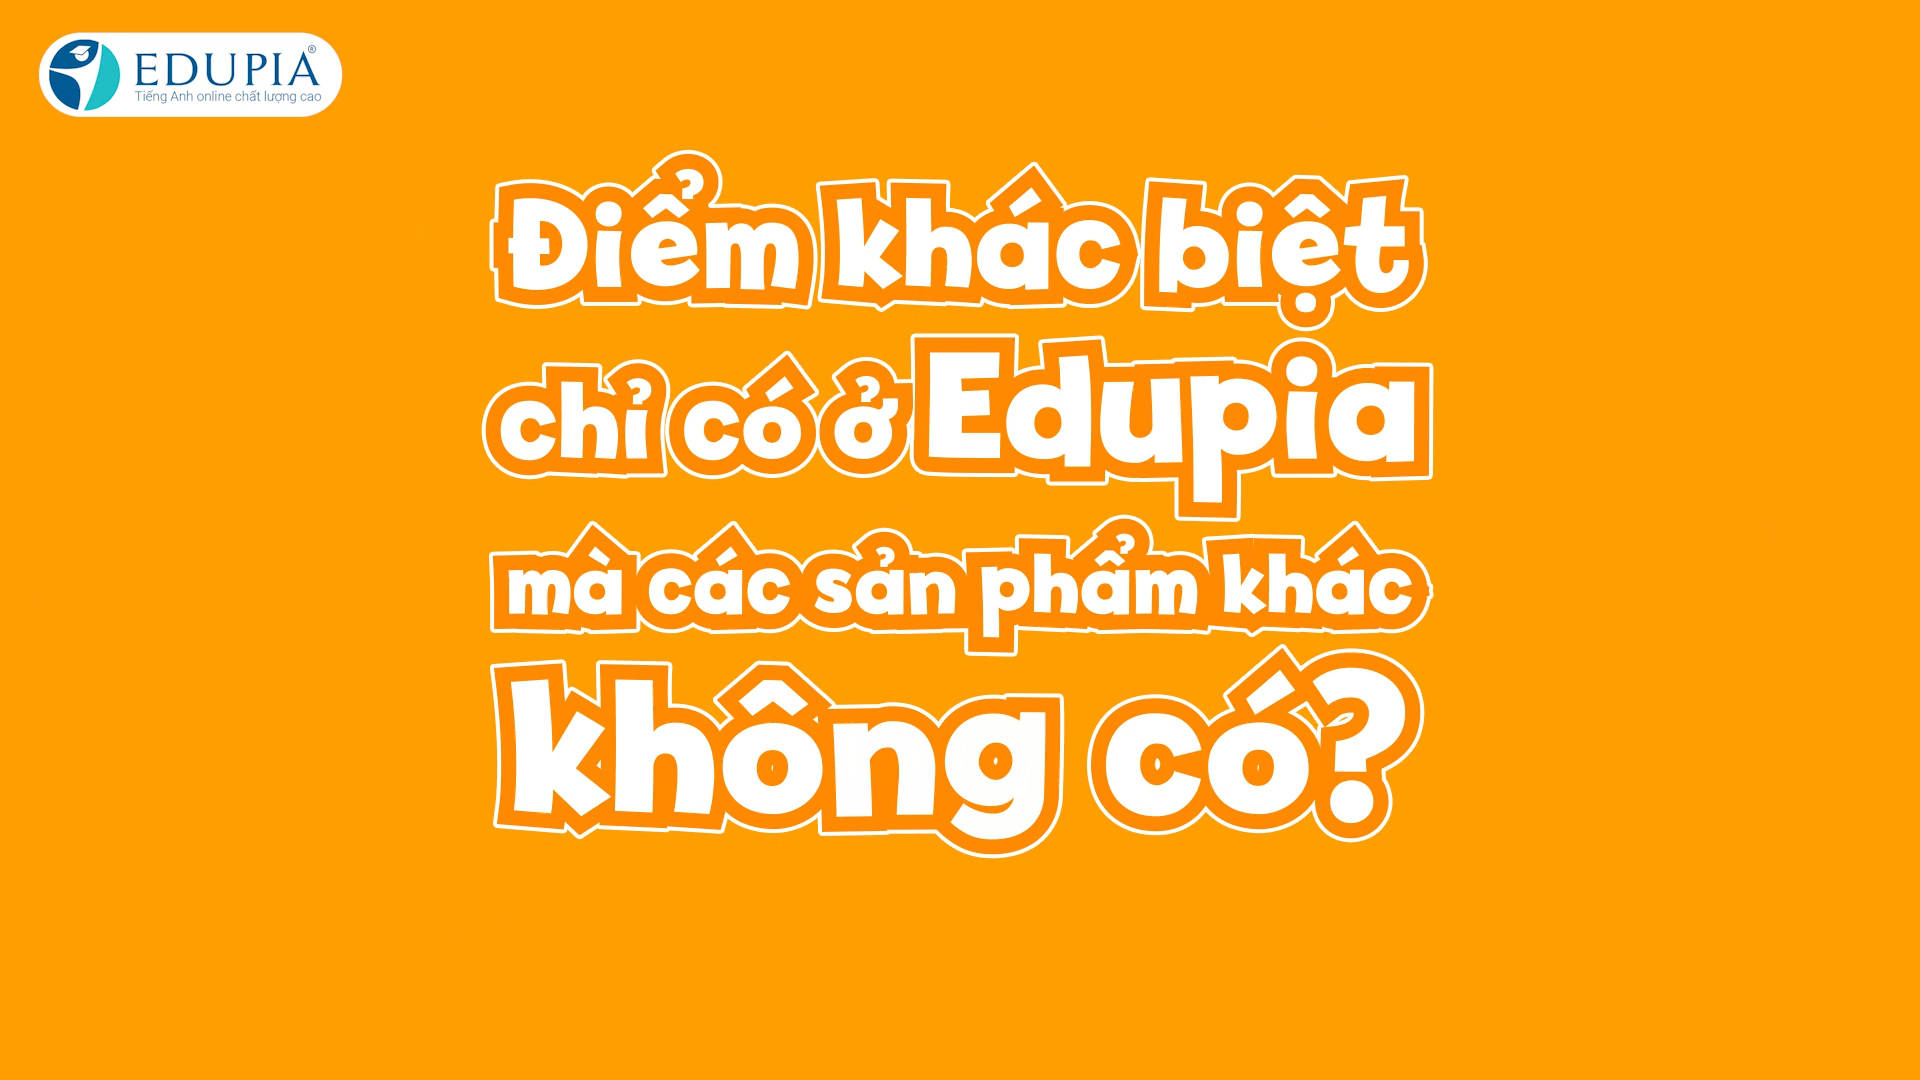 EDUPIA®
Tiếng Anh online chất lượng cao
Điểm khác biệt
chỉ có ở Edupia
mà các sản phẩm khác
không có?